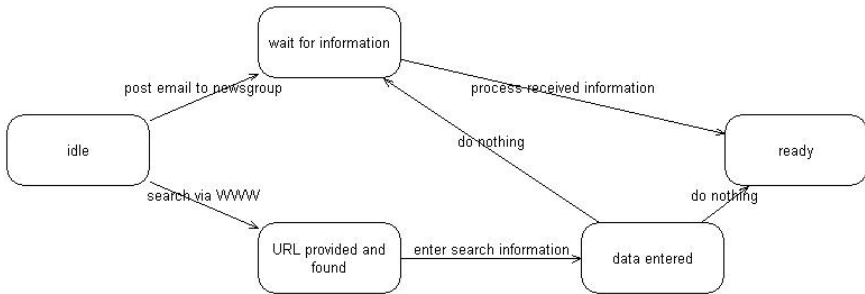 wait for information
post email to newsgroup
process received information
idle
do nothing
ready
search via WWW
do nothing
URL provided and
found
enter search information
data entered